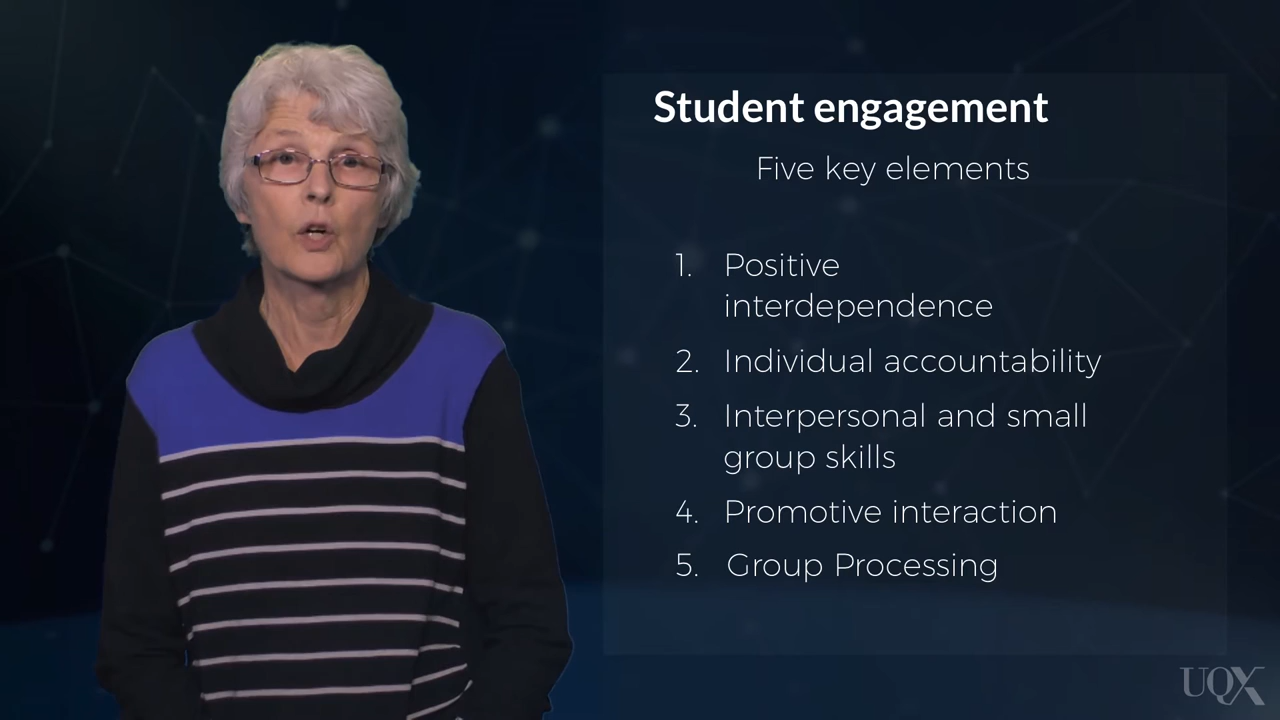 Student engagement
Five key elements
1. Positive
interdependence
2. Individual accountability
3. Interpersonal and small
group skills
4. Promotive interaction
5. Group Processing
UQX